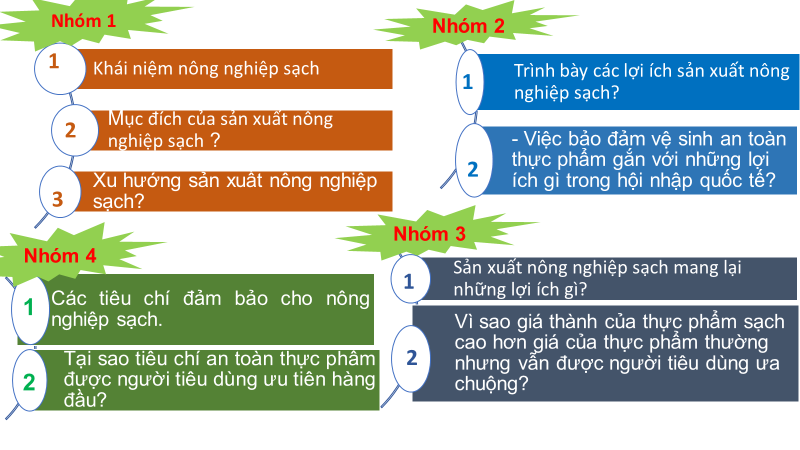 Nhóm 1
1
Khái niệm nông nghiệp sạch
2
Mục đích của sản xuất nông
nghiệp sạch ?
3
Xu hướng sản xuất nông nghiệp
sạch?
Nhóm 2
1
Trình bày các lợi ích sản xuất nông
nghiệp sạch?
2
- Việc bảo đảm vệ sinh an toàn
thực phẩm gắn với những lợi
ích gì trong hội nhập quốc tế?
Nhóm 4
1
Các tiêu chí đảm bảo cho nông
nghiệp sạch.
2
Tại sao tiêu chí an toàn thực phẩm
được người tiêu dùng ưu tiên hàng
đầu?
Nhóm 3
1
Sản xuất nông nghiệp sạch mang lại
những lợi ích gì?
2
Vì sao giá thành của thực phẩm sạch
cao hơn giá của thực phẩm thường
nhưng vẫn được người tiêu dùng ưa
chuộng?